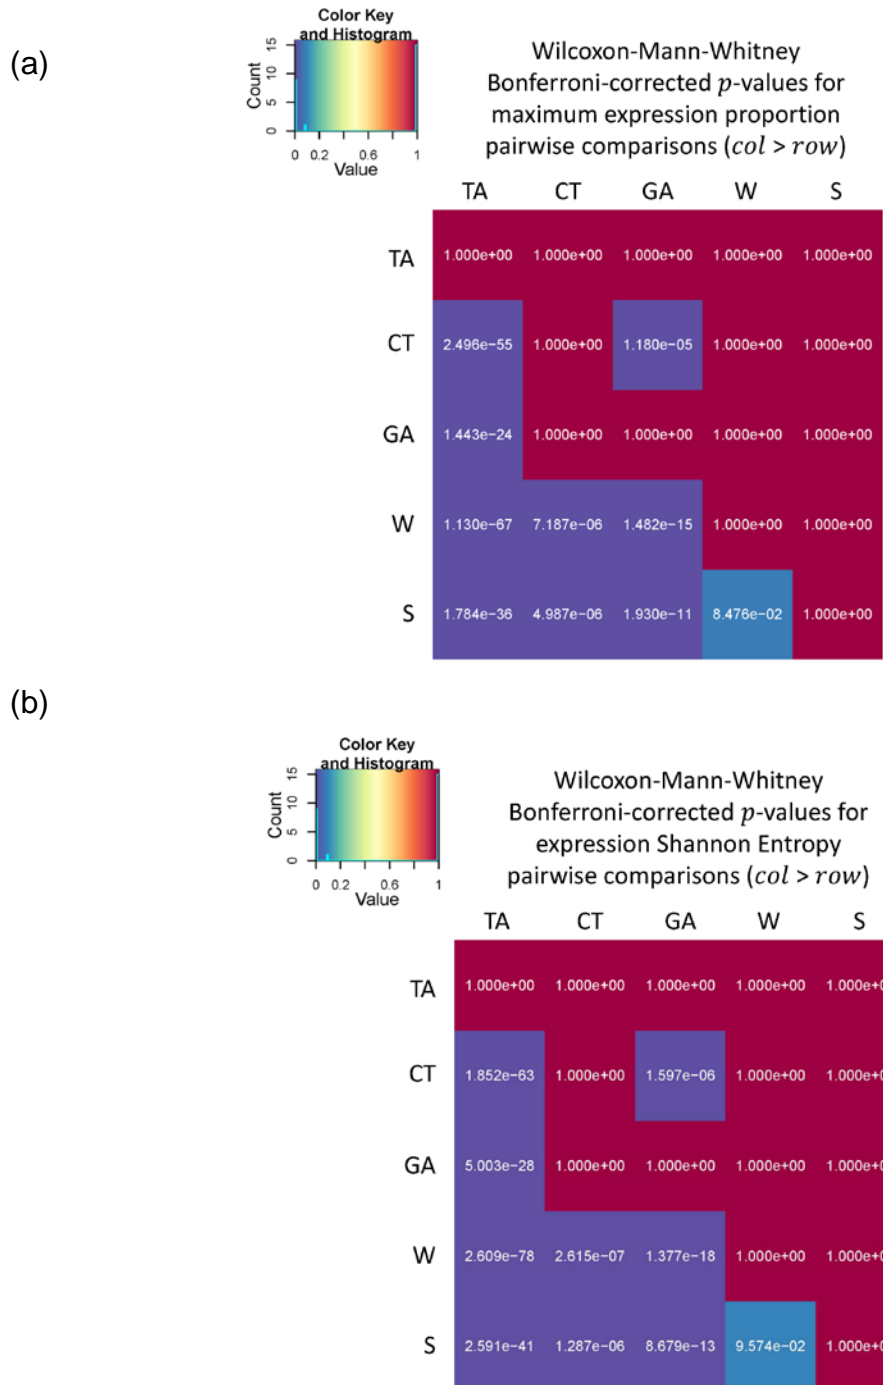 (a)
Color Key
and Histogram
Count
15
10
5
0
0 0.2 0.6 1
Value
Wilcoxon-Mann-Whitney
Bonferroni-corrected p-values for
maximum expression proportion
pairwise comparisons (col > row)
TA CT GA W S
TA 1.000e+00 1.000e+00 1.000e+00 1.000e+00 1.000e+00
CT 2.496e−55 1.000e+00 1.180e−05 1.000e+00 1.000e+00
GA 1.443e−24 1.000e+00 1.000e+00 1.000e+00 1.000e+00
W 1.130e−67 7.187e−06 1.482e−15 1.000e+00 1.000e+00
S 1.784e−36 4.987e−06 1.930e−11 8.476e−02 1.000e+00
(b)
Color Key
and Histogram
Count
15
10
5
0
0 0.2 0.6 1
Value
Wilcoxon-Mann-Whitney
Bonferroni-corrected p-values for
expression Shannon Entropy
pairwise comparisons (col > row)
TA CT GA W S
TA 1.000e+00 1.000e+00 1.000e+00 1.000e+00
CT 1.852e−63 1.000e+00 1.597e−06 1.000e+00
GA 5.003e−28 1.000e+00 1.000e+00 1.000e+00
W 2.609e−78 2.615e−07 1.377e−18 1.000e+00
S 2.591e−41 1.287e−06 8.679e−13 9.574e−02